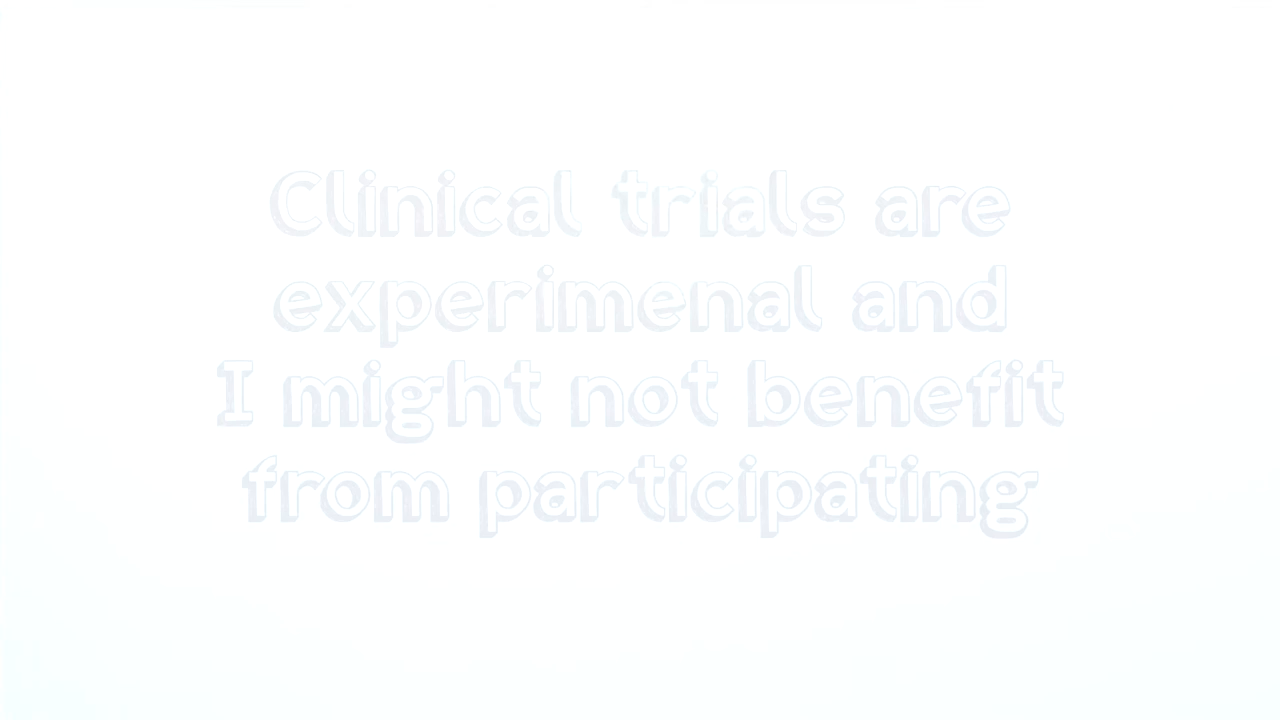 Clinical trials are
experimenal and
I might not benefit
from participating